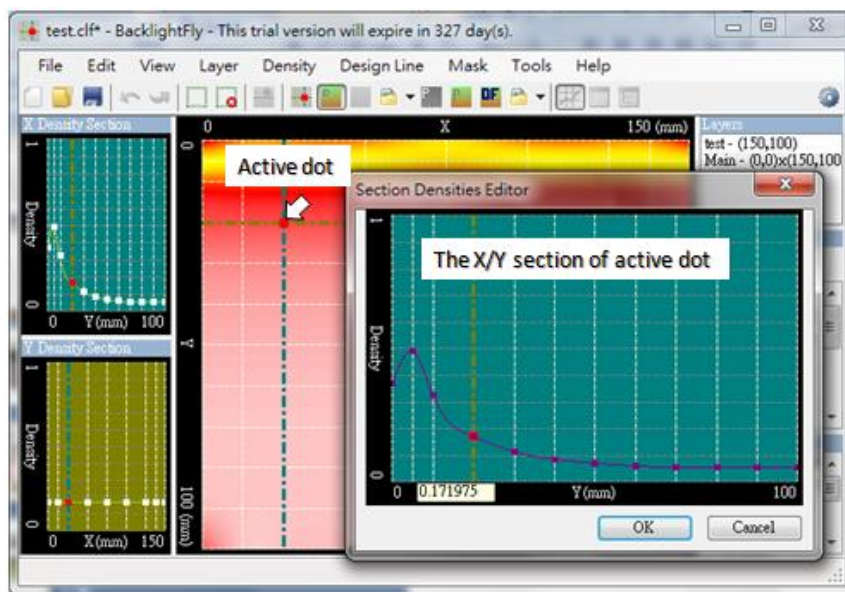 test.clf* - BacklightFly - This trial version will expire in 327 day(s).
File Edit View Layer Density Design Line Mask Tools Help
DF
X Density Section
1
Density
0
0 Y(mm) 100
Y Density Section
1
Density
0
0 X(mm) 150
0 X 150 (mm)
0
Y
100 (mm)
Active dot
Layers
test - (150,100)
Main - (0,0)x(150,100
Section Densities Editor
1
The X/Y section of active dot
Density
0
0 0.171975 Y(mm) 100
OK Cancel